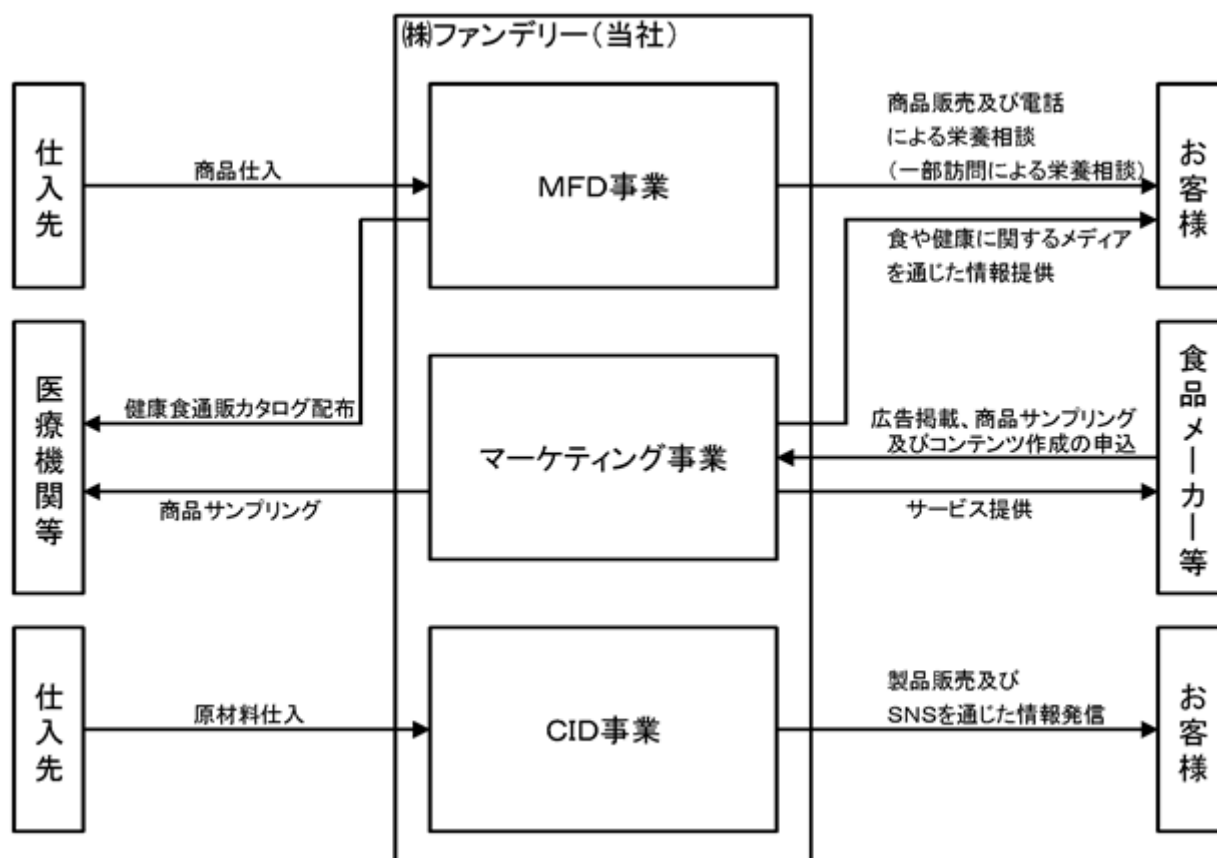 ㈱ファンデリー(当社)
仕入先
商品仕入
MFD事業
商品販売及び電話
による栄養相談
(一部訪問による栄養相談)
お客様
食や健康に関するメディア
を通じた情報提供
医療機関等
健康食通販カタログ配布
商品サンプリング
マーケティング事業
広告掲載、商品サンプリング
及びコンテンツ作成の申込
サービス提供
食品メーカー等
仕入先
原材料仕入
CID事業
製品販売及び
SNSを通じた情報発信
お客様